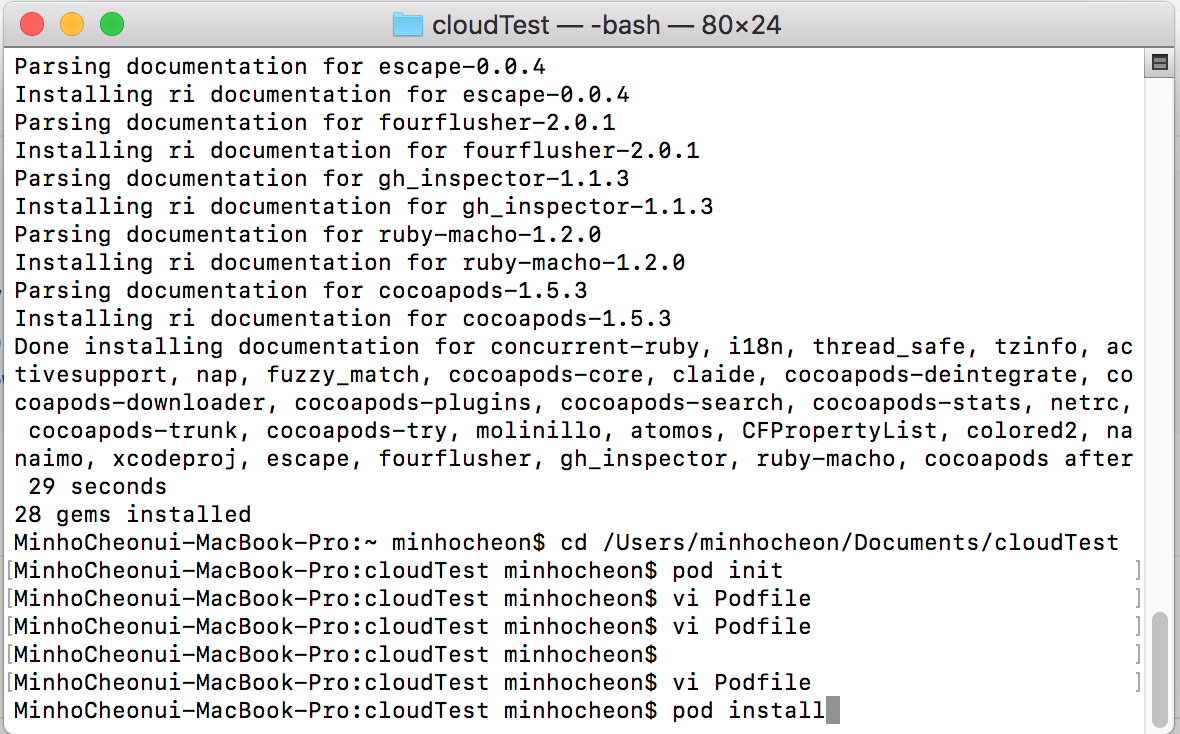 cloudTest — -bash — 80×24
Parsing documentation for escape-0.0.4
Installing ri documentation for escape-0.0.4
Parsing documentation for fourflusher-2.0.1
Installing ri documentation for fourflusher-2.0.1
Parsing documentation for gh_inspector-1.1.3
Installing ri documentation for gh_inspector-1.1.3
Parsing documentation for ruby-macho-1.2.0
Installing ri documentation for ruby-macho-1.2.0
Parsing documentation for cocoapods-1.5.3
Installing ri documentation for cocoapods-1.5.3
Done installing documentation for concurrent-ruby, i18n, thread_safe, tzinfo, ac
tivesupport, nap, fuzzy_match, cocoapods-core, claide, cocoapods-deintegrate, co
coapods-downloader, cocoapods-plugins, cocoapods-search, cocoapods-stats, netrc,
 cocoapods-trunk, cocoapods-try, molinillo, atomos, CFPropertyList, colored2, na
naimo, xcodeproj, escape, fourflusher, gh_inspector, ruby-macho, cocoapods after
 29 seconds
28 gems installed
MinhoCheonui-MacBook-Pro:~ minhocheon$ cd /Users/minhocheon/Documents/cloudTest
[MinhoCheonui-MacBook-Pro:cloudTest minhocheon$ pod init ]
[MinhoCheonui-MacBook-Pro:cloudTest minhocheon$ vi Podfile ]
[MinhoCheonui-MacBook-Pro:cloudTest minhocheon$ vi Podfile ]
[MinhoCheonui-MacBook-Pro:cloudTest minhocheon$ ]
[MinhoCheonui-MacBook-Pro:cloudTest minhocheon$ vi Podfile ]
MinhoCheonui-MacBook-Pro:cloudTest minhocheon$ pod install